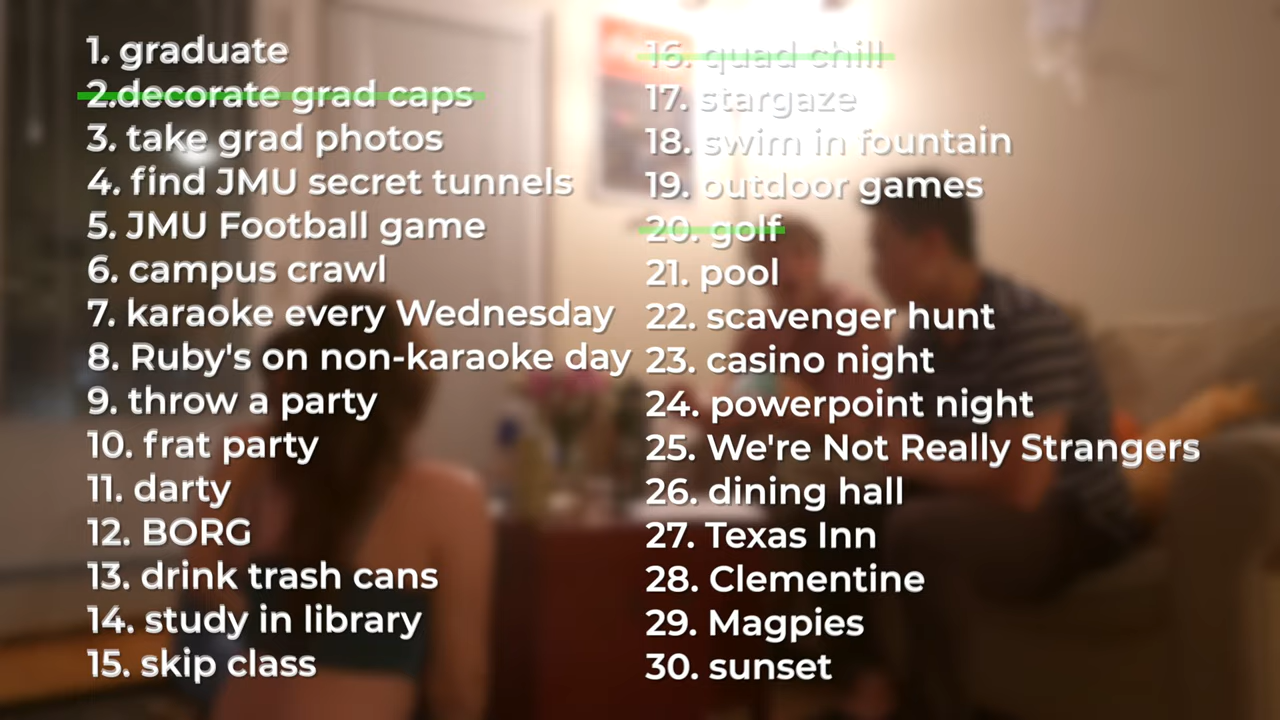 1. graduate
2.decorate grad caps
3. take grad photos
4. find JMU secret tunnels
5. JMU Football game
6. campus crawl
7. karaoke every Wednesday
8. Ruby's on non-karaoke day
9. throw a party
10. frat party
11. darty
12. BORG
13. drink trash cans
14. study in library
15. skip class
16. quad chill
17. stargaze
18. swim in fountain
19. outdoor games
20. golf
21. pool
22. scavenger hunt
23. casino night
24. powerpoint night
25. We're Not Really Strangers
26. dining hall
27. Texas Inn
28. Clementine
29. Magpies
30. sunset